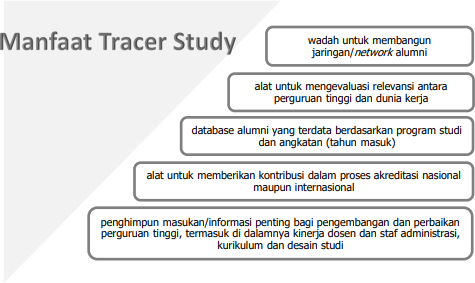 Manfaat Tracer Study
wadah untuk membangun
jaringan/network alumni
alat untuk mengevaluasi relevansi antara
perguruan tinggi dan dunia kerja
database alumni yang terdata berdasarkan program studi
dan angkatan (tahun masuk)
alat untuk memberikan kontribusi dalam proses akreditasi nasional
maupun internasional
penghimpun masukan/informasi penting bagi pengembangan dan perbaikan
perguruan tinggi, termasuk di dalamnya kinerja dosen dan staf administrasi,
kurikulum dan desain studi